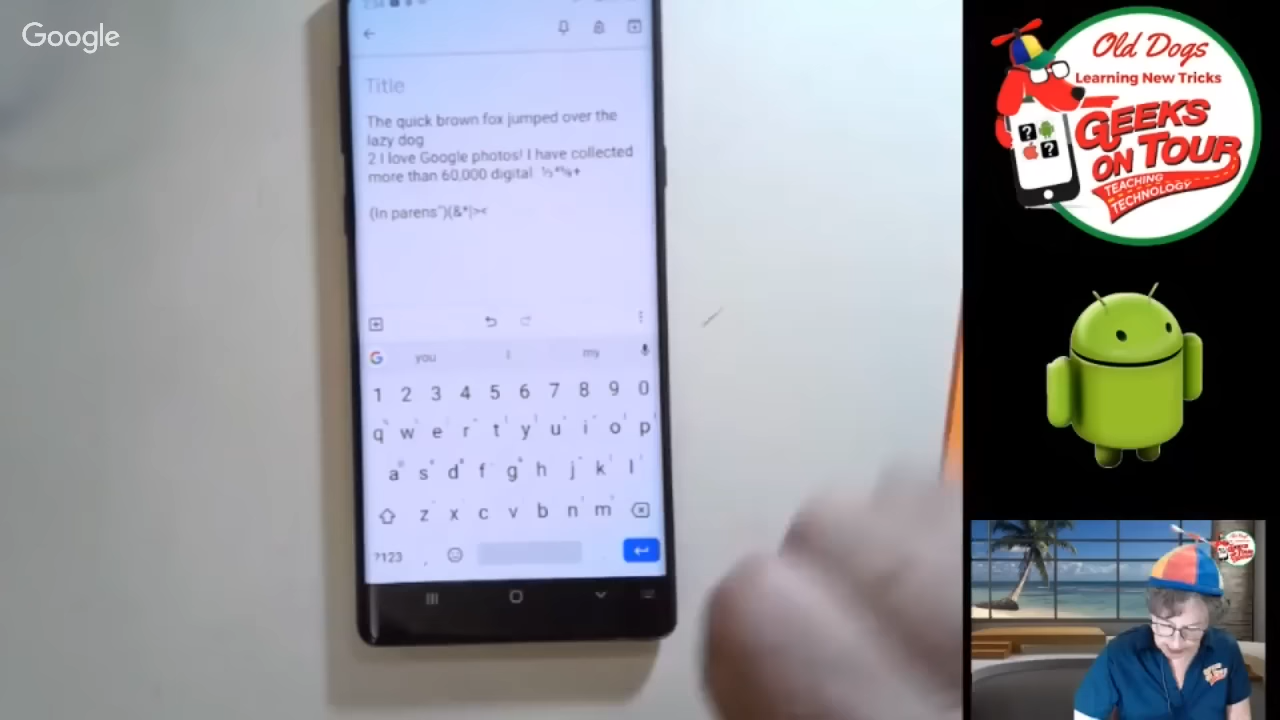 Google
Title
The quick brown fox jumped over the
lazy dog
2 I love Google photos! I have collected
more than 60,000 digital
(In parens")(&*|><
G you I my
1 2 3 4 5 6 7 8 9 0
q w e r t y u i o p
a s d f g h j k l
z x c v b n m
?123 ,
Old Dogs
Learning New Tricks
GEEKS
ON TOUR
TEACHING
TECHNOLOGY
? ?